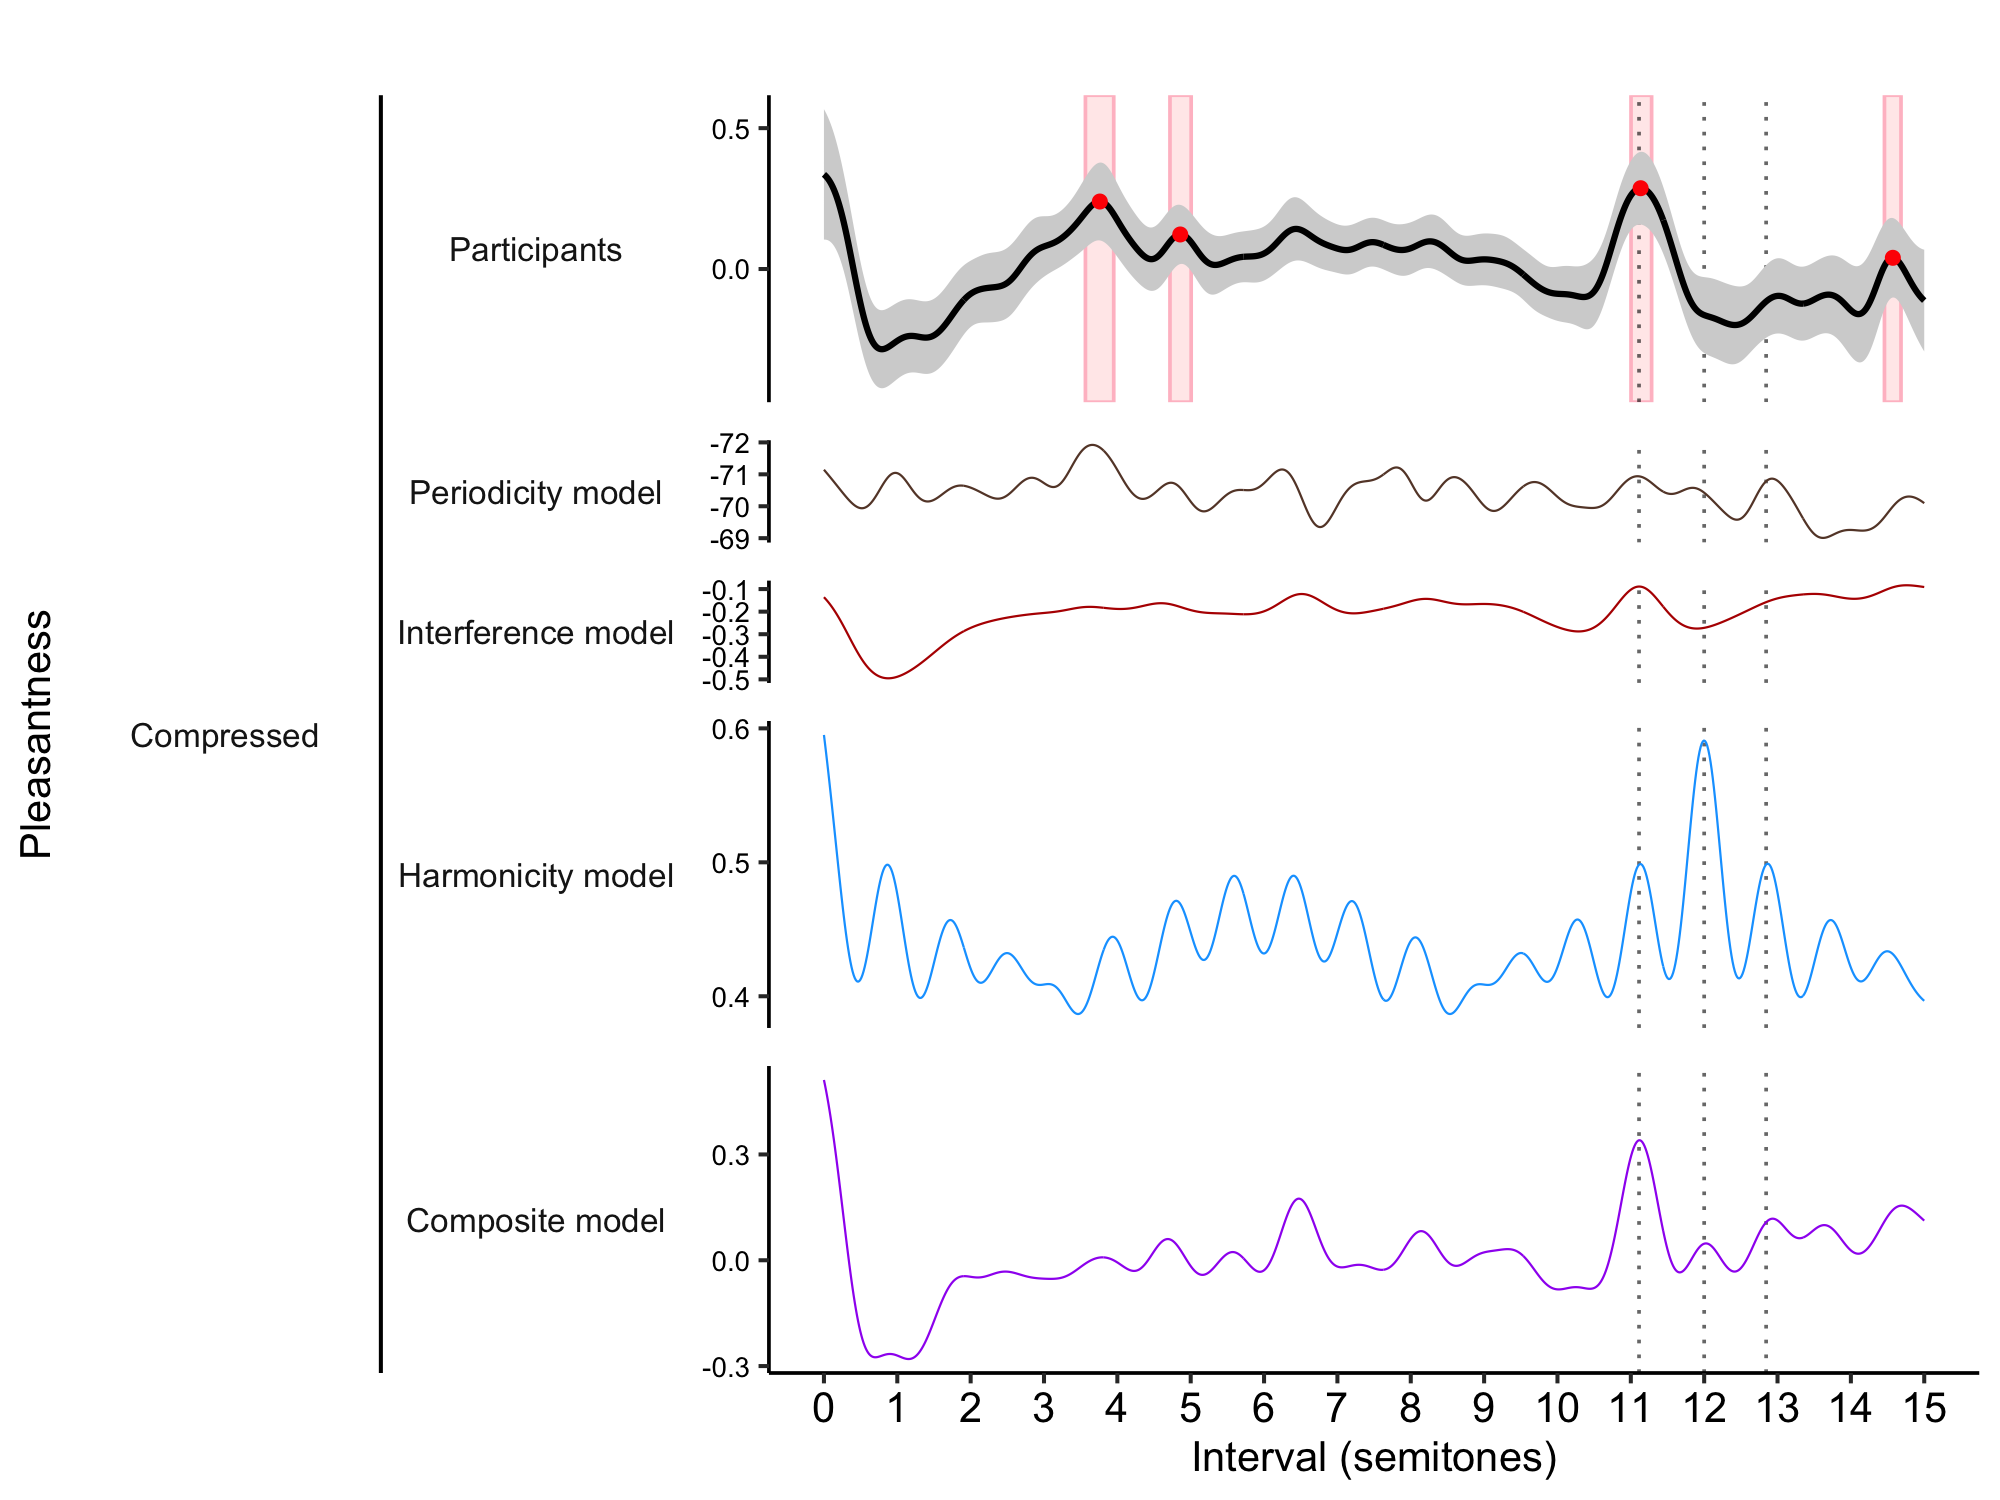 Pleasantness
Compressed
Participants
0.5
0.0
Periodicity model
-72
-71
-70
-69
Interference model
-0.1
-0.2
-0.3
-0.4
-0.5
Harmonicity model
0.6
0.5
0.4
Composite model
0.3
0.0
-0.3
0 1 2 3 4 5 6 7 8 9 10 11 12 13 14 15
Interval (semitones)